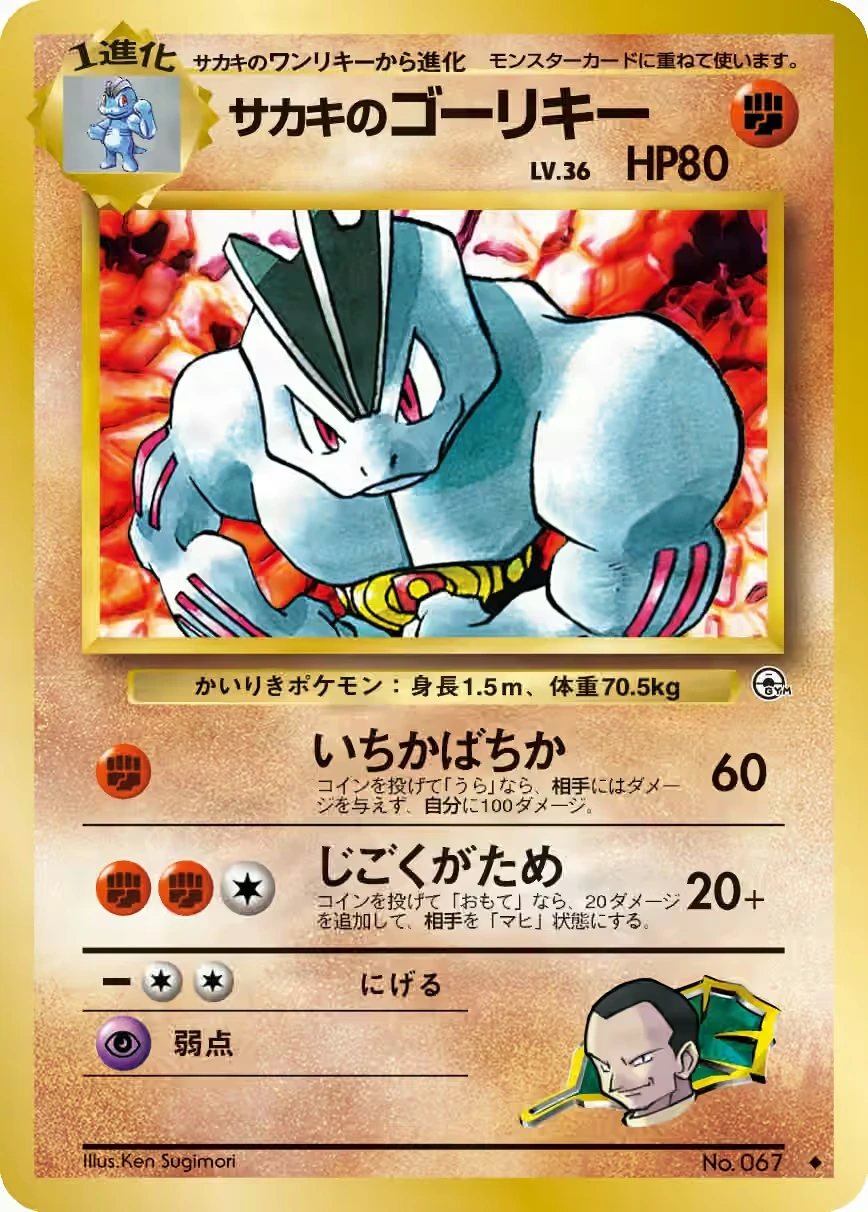 1進化 サカキのワンリキーから進化 モンスターカードに重ねて使います。
サカキのゴーリキー
LV.36 HP80
かいりきポケモン：身長1.5m、体重70.5kg
GYM
いちかばちか 60
コインを投げて「うら」なら、相手にはダメー
ジを与えず、自分に100ダメージ。
じごくがため 20+
コインを投げて「おもて」なら、20ダメージ
を追加して、相手を「マヒ」状態にする。
ー にげる
弱点
Illus.Ken Sugimori No.067